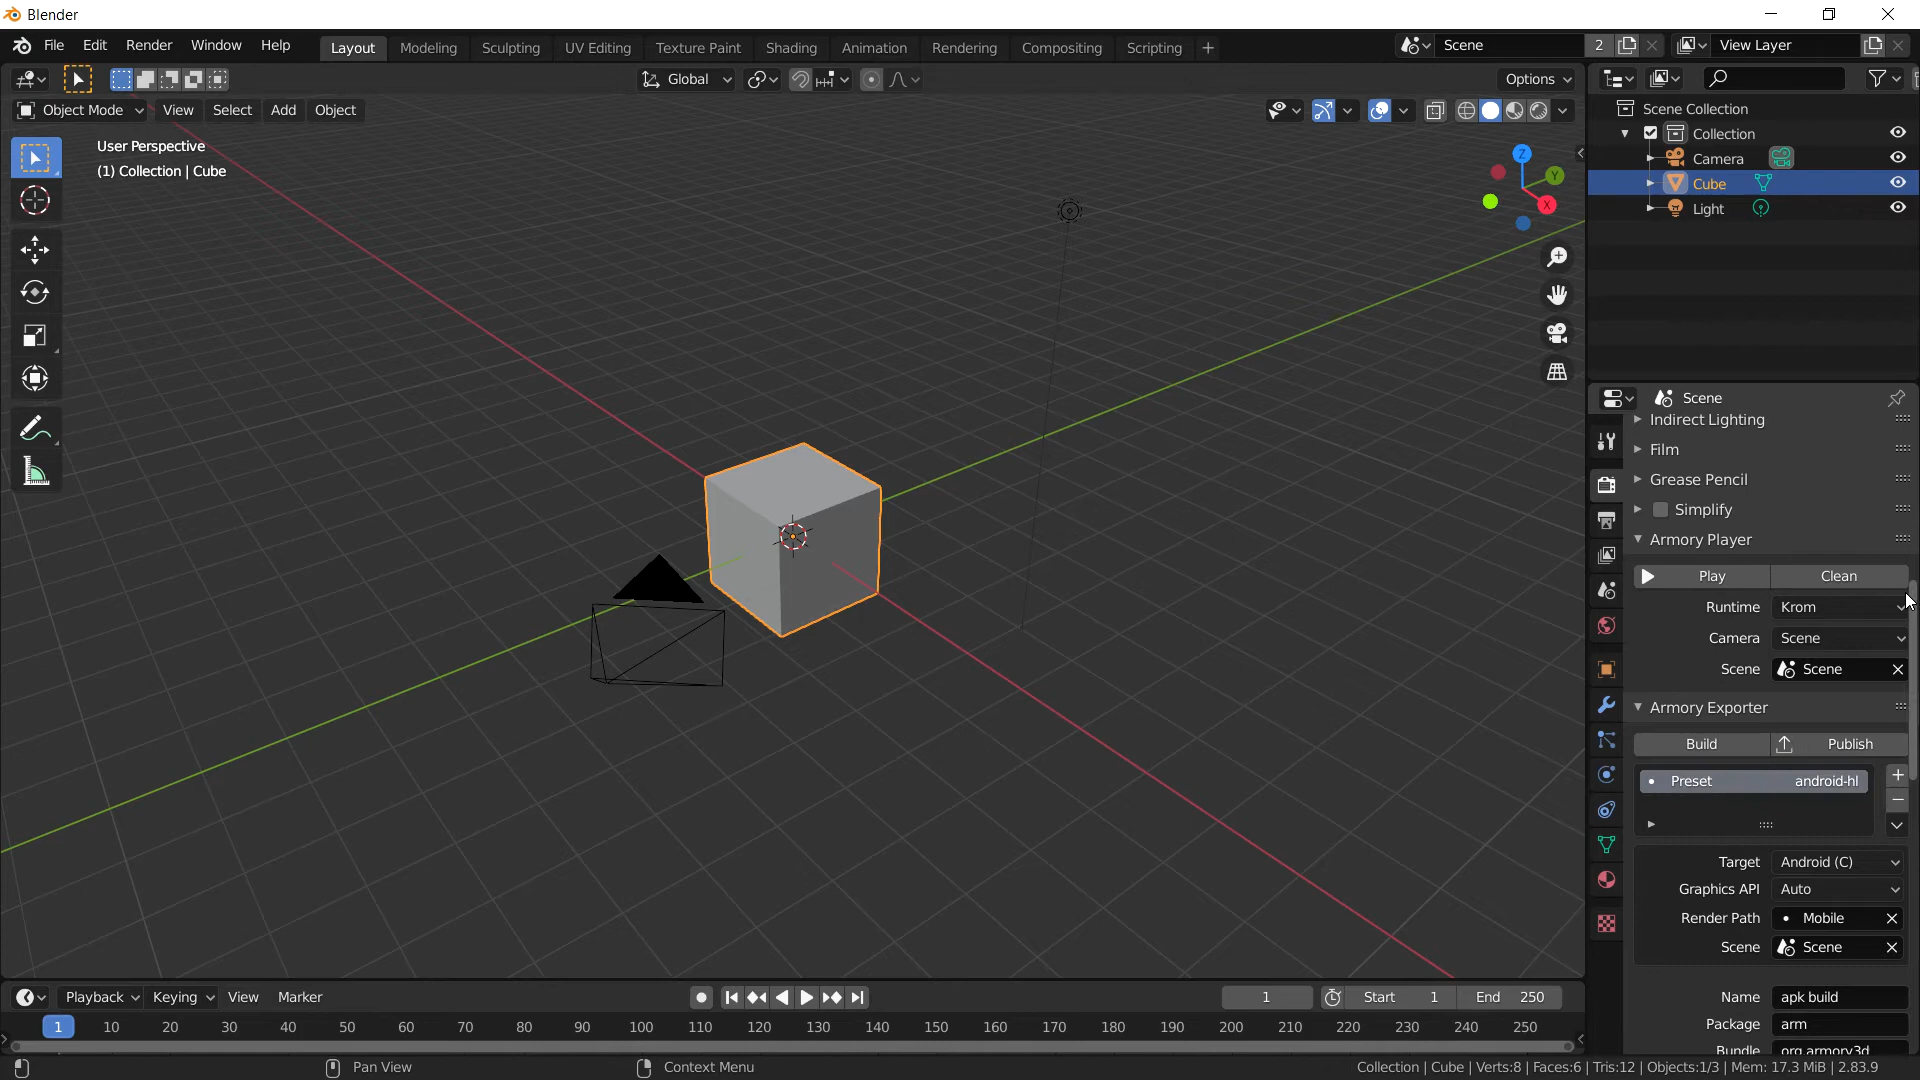 Blender
File Edit Render Window Help
Layout Modeling Sculpting UV Editing Texture Paint Shading Animation Rendering Compositing Scripting +
Scene 2
View Layer
Global
Options
Object Mode View Select Add Object
User Perspective
(1) Collection | Cube
Z
Y
X
Scene Collection
Collection
Camera
Cube
Light
Scene
Indirect Lighting
Film
Grease Pencil
Simplify
Armory Player
Play Clean
Runtime Krom
Camera Scene
Scene Scene
Armory Exporter
Build Publish
Preset android-hl
Target Android (C)
Graphics API Auto
Render Path Mobile
Scene Scene
Name apk build
Package arm
Bundle org.armory3d
Playback Keying View Marker
1 Start 1 End 250
1 10 20 30 40 50 60 70 80 90 100 110 120 130 140 150 160 170 180 190 200 210 220 230 240 250
Pan View Context Menu
Collection | Cube | Verts:8 | Faces:6 | Tris:12 | Objects:1/3 | Mem: 17.3 MiB | 2.83.9